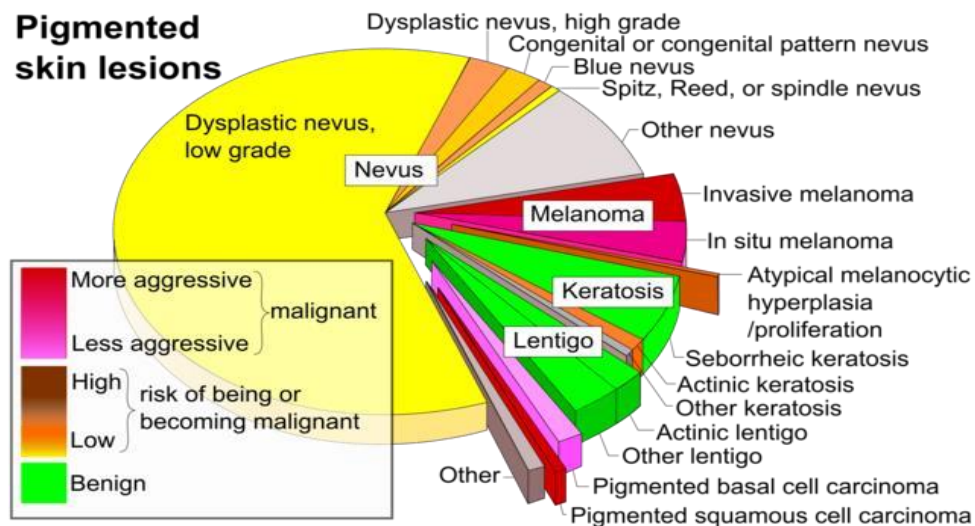 Pigmented
skin lesions
Dysplastic nevus, high grade
Congenital or congenital pattern nevus
Blue nevus
Spitz, Reed, or spindle nevus
Other nevus
Dysplastic nevus,
low grade
Nevus
Invasive melanoma
Melanoma
In situ melanoma
Atypical melanocytic
hyperplasia
/proliferation
Keratosis
Seborrheic keratosis
Actinic keratosis
Other keratosis
Lentigo
Actinic lentigo
Other lentigo
Pigmented basal cell carcinoma
Pigmented squamous cell carcinoma
Other
More aggressive
malignant
Less aggressive
High
risk of being or
becoming malignant
Low
Benign